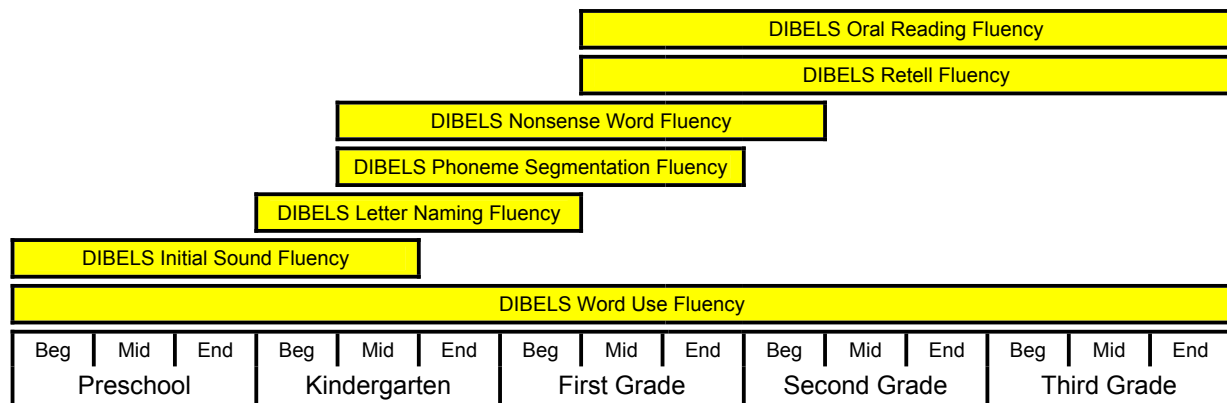 DIBELS Oral Reading Fluency
DIBELS Retell Fluency
DIBELS Nonsense Word Fluency
DIBELS Phoneme Segmentation Fluency
DIBELS Letter Naming Fluency
DIBELS Initial Sound Fluency
DIBELS Word Use Fluency
Beg Mid End Beg Mid End Beg Mid End Beg Mid End Beg Mid End
Preschool Kindergarten First Grade Second Grade Third Grade